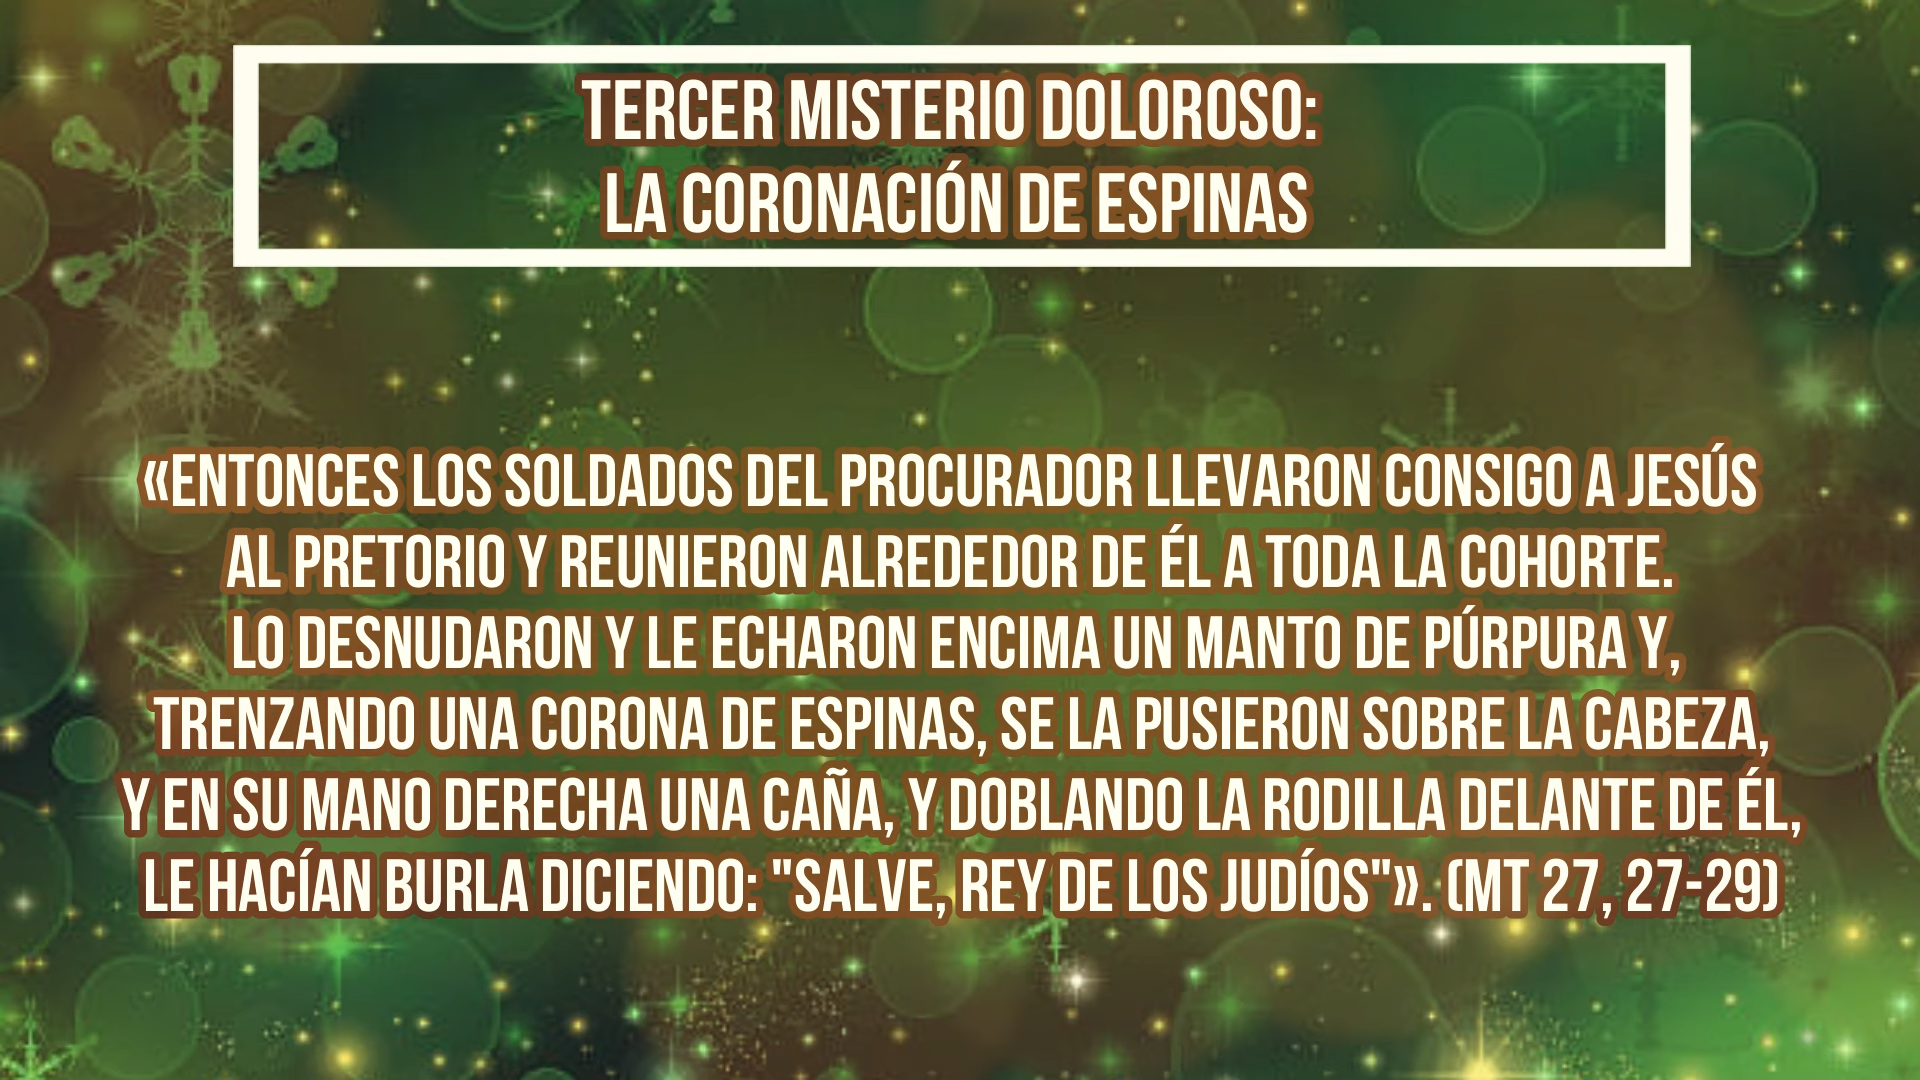 TERCER MISTERIO DOLOROSO:
LA CORONACIÓN DE ESPINAS
«ENTONCES LOS SOLDADOS DEL PROCURADOR LLEVARON CONSIGO A JESÚS
AL PRETORIO Y REUNIERON ALREDEDOR DE ÉL A TODA LA COHORTE.
LO DESNUDARON Y LE ECHARON ENCIMA UN MANTO DE PÚRPURA Y,
TRENZANDO UNA CORONA DE ESPINAS, SE LA PUSIERON SOBRE LA CABEZA,
Y EN SU MANO DERECHA UNA CAÑA, Y DOBLANDO LA RODILLA DELANTE DE ÉL,
LE HACÍAN BURLA DICIENDO: "SALVE, REY DE LOS JUDÍOS"». (MT 27, 27-29)